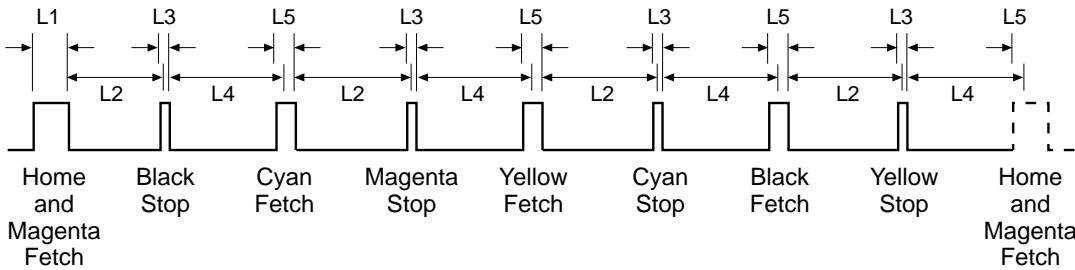 L1 L3 L5 L3 L5 L3 L5 L3 L5
L2 L4 L2 L4 L2 L4 L2 L4
Home and Magenta Fetch
Black Stop
Cyan Fetch
Magenta Stop
Yellow Fetch
Cyan Stop
Black Fetch
Yellow Stop
Home and Magenta Fetch